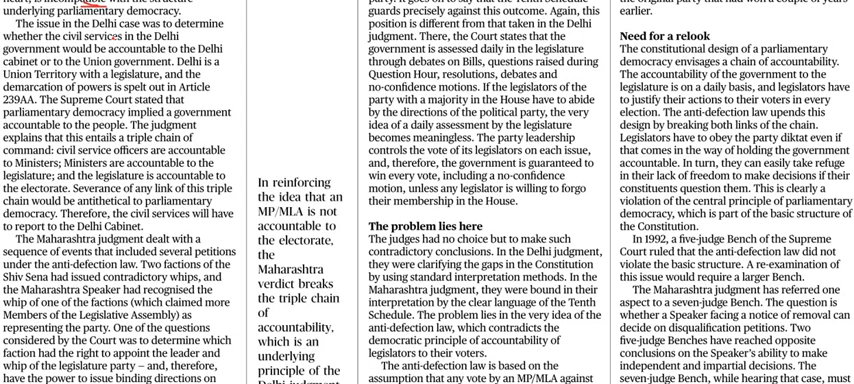 underlying parliamentary democracy.
The issue in the Delhi case was to determine
whether the civil services in the Delhi
government would be accountable to the Delhi
cabinet or to the Union government. Delhi is a
Union Territory with a legislature, and the
demarcation of powers is spelt out in Article
239AA. The Supreme Court stated that
parliamentary democracy implied a government
accountable to the people. The judgment
explains that this entails a triple chain of
command: civil service officers are accountable
to Ministers; Ministers are accountable to the
legislature; and the legislature is accountable to
the electorate. Severance of any link of this triple
chain would be antithetical to parliamentary
democracy. Therefore, the civil services will have
to report to the Delhi Cabinet.
The Maharashtra judgment dealt with a
sequence of events that included several petitions
under the anti-defection law. Two factions of the
Shiv Sena had issued contradictory whips, and
the Maharashtra Speaker had recognised the
whip of one of the factions (which claimed more
Members of the Legislative Assembly) as
representing the party. One of the questions
considered by the Court was to determine which
faction had the right to appoint the leader and
whip of the legislature party – and, therefore,
have the power to issue binding directions on
In reinforcing
the idea that an
MP/MLA is not
accountable to
the electorate,
the
Maharashtra
verdict breaks
the triple chain
of
accountability,
which is an
underlying
principle of the
Delhi judgment
guards precisely against this outcome. Again, this
position is different from that taken in the Delhi
judgment. There, the Court states that the
government is assessed daily in the legislature
through debates on Bills, questions raised during
Question Hour, resolutions, debates and
no-confidence motions. If the legislators of the
party with a majority in the House have to abide
by the directions of the political party, the very
idea of a daily assessment by the legislature
becomes meaningless. The party leadership
controls the vote of its legislators on each issue,
and, therefore, the government is guaranteed to
win every vote, including a no-confidence
motion, unless any legislator is willing to forgo
their membership in the House.
The problem lies here
The judges had no choice but to make such
contradictory conclusions. In the Delhi judgment,
they were clarifying the gaps in the Constitution
by using standard interpretation methods. In the
Maharashtra judgment, they were bound in their
interpretation by the clear language of the Tenth
Schedule. The problem lies in the very idea of the
anti-defection law, which contradicts the
democratic principle of accountability of
legislators to their voters.
The anti-defection law is based on the
assumption that any vote by an MP/MLA against
earlier.
Need for a relook
The constitutional design of a parliamentary
democracy envisages a chain of accountability.
The accountability of the government to the
legislature is on a daily basis, and legislators have
to justify their actions to their voters in every
election. The anti-defection law upends this
design by breaking both links of the chain.
Legislators have to obey the party diktat even if
that comes in the way of holding the government
accountable. In turn, they can easily take refuge
in their lack of freedom to make decisions if their
constituents question them. This is clearly a
violation of the central principle of parliamentary
democracy, which is part of the basic structure of
the Constitution.
In 1992, a five-judge Bench of the Supreme
Court ruled that the anti-defection law did not
violate the basic structure. A re-examination of
this issue would require a larger Bench.
The Maharashtra judgment has referred one
aspect to a seven-judge Bench. The question is
whether a Speaker facing a notice of removal can
decide on disqualification petitions. Two
five-judge Benches have reached opposite
conclusions on the Speaker's ability to make
independent and impartial decisions. The
seven-judge Bench, while hearing that case, must